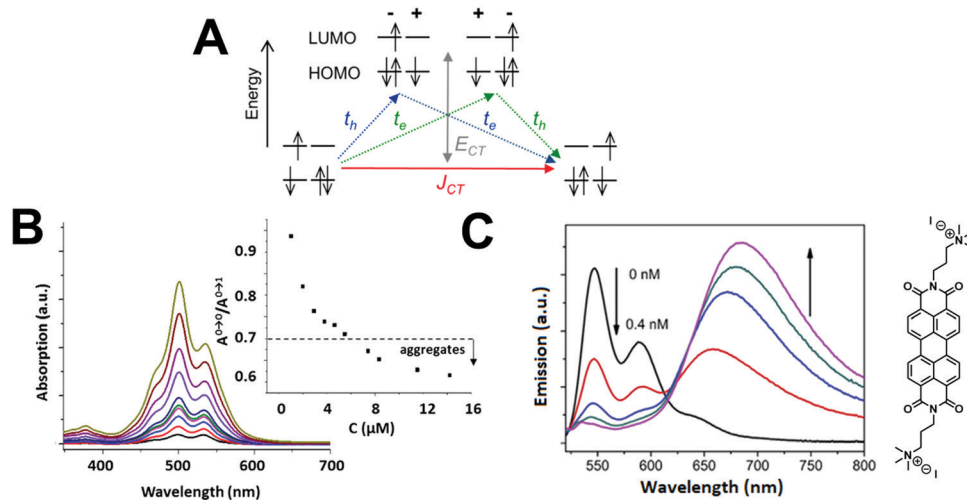 A
- + + -
LUMO
HOMO
Energy
t_h t_e t_e t_h
E_CT
J_CT
B
Absorption (a.u.)
400 500 600 700
Wavelength (nm)
A^0→0/A^0→1
0.9
0.8
0.7
0.6
aggregates
0 4 8 12 16
C (µM)
C
Emission (a.u.)
0 nM
0.4 nM
550 600 650 700 750 800
Wavelength (nm)
I ⊖
⊕
N
O N O
O N O
N ⊕
⊖ I